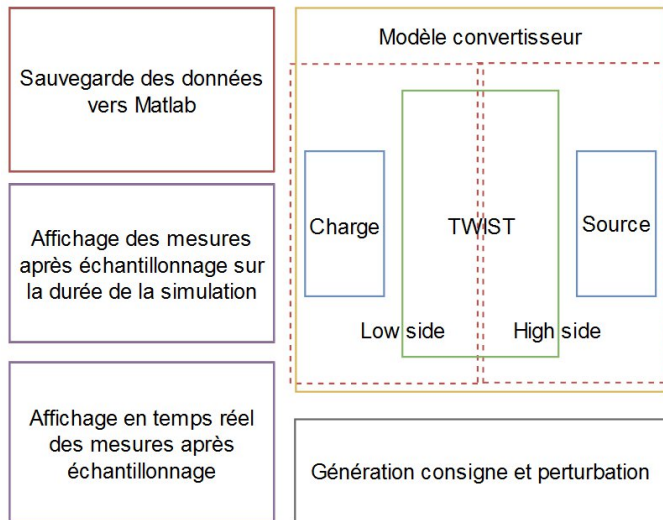 Sauvegarde des données
vers Matlab
Affichage des mesures
après échantillonnage sur
la durée de la simulation
Affichage en temps réel
des mesures après
échantillonnage
Modèle convertisseur
Charge
TWIST
Source
Low side
High side
Génération consigne et perturbation